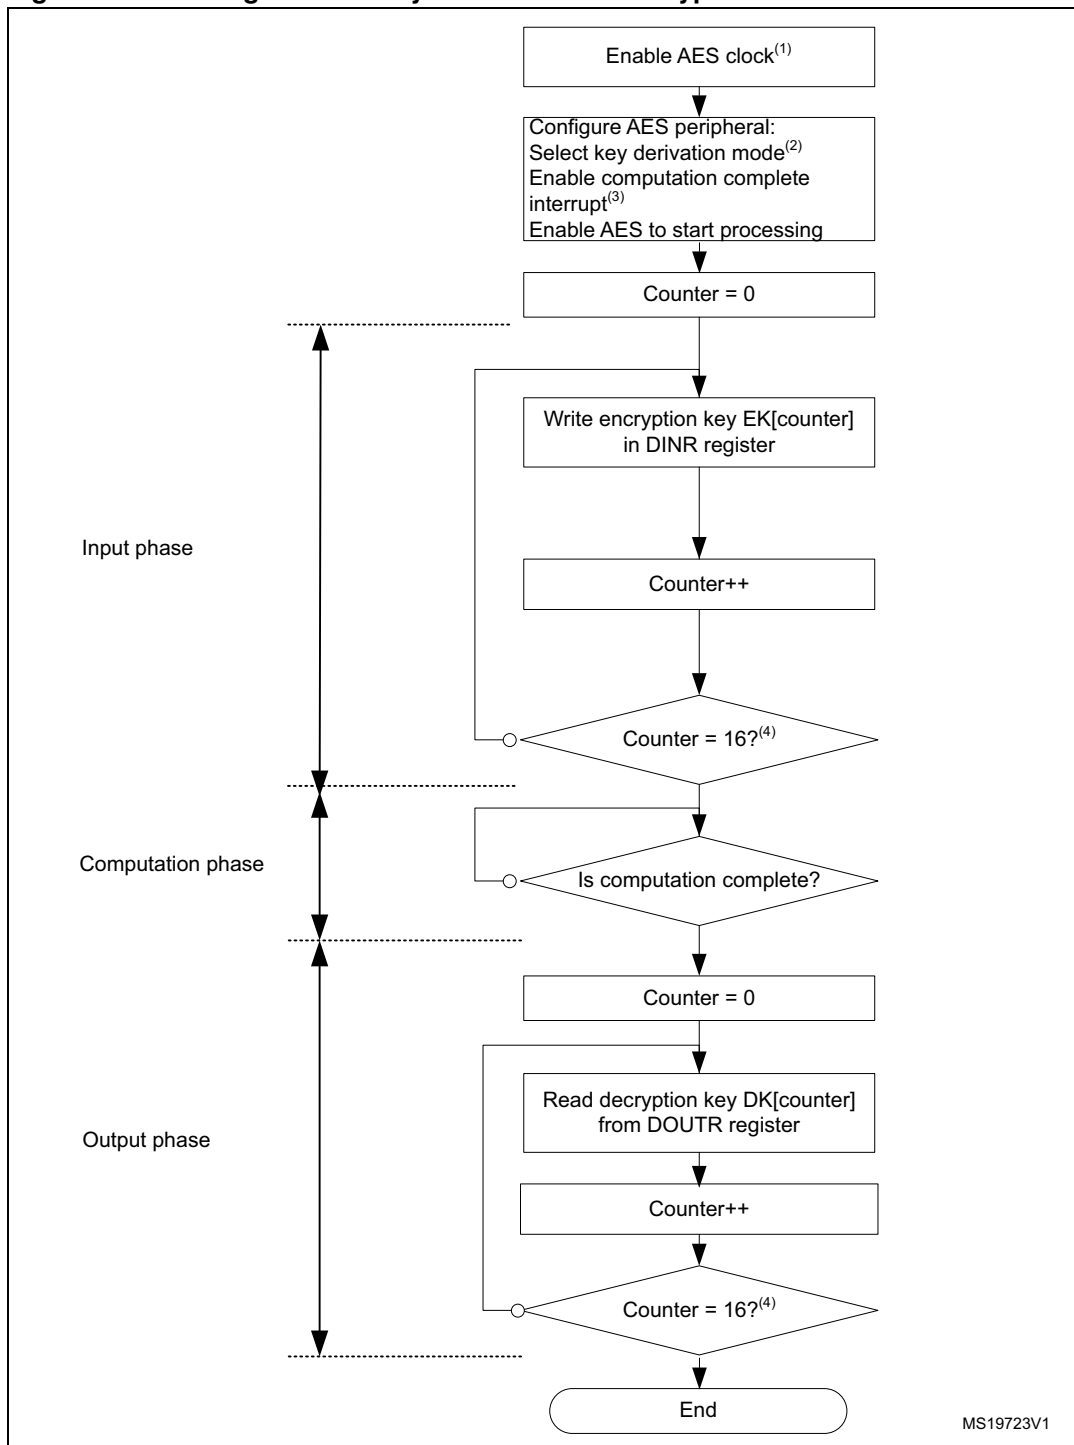 Enable AES clock(1)
Configure AES peripheral:
Select key derivation mode(2)
Enable computation complete
interrupt(3)
Enable AES to start processing
Counter = 0
Write encryption key EK[counter]
in DINR register
Input phase
Counter++
Counter = 16?(4)
Computation phase
Is computation complete?
Counter = 0
Read decryption key DK[counter]
from DOUTR register
Output phase
Counter++
Counter = 16?(4)
End
MS19723V1